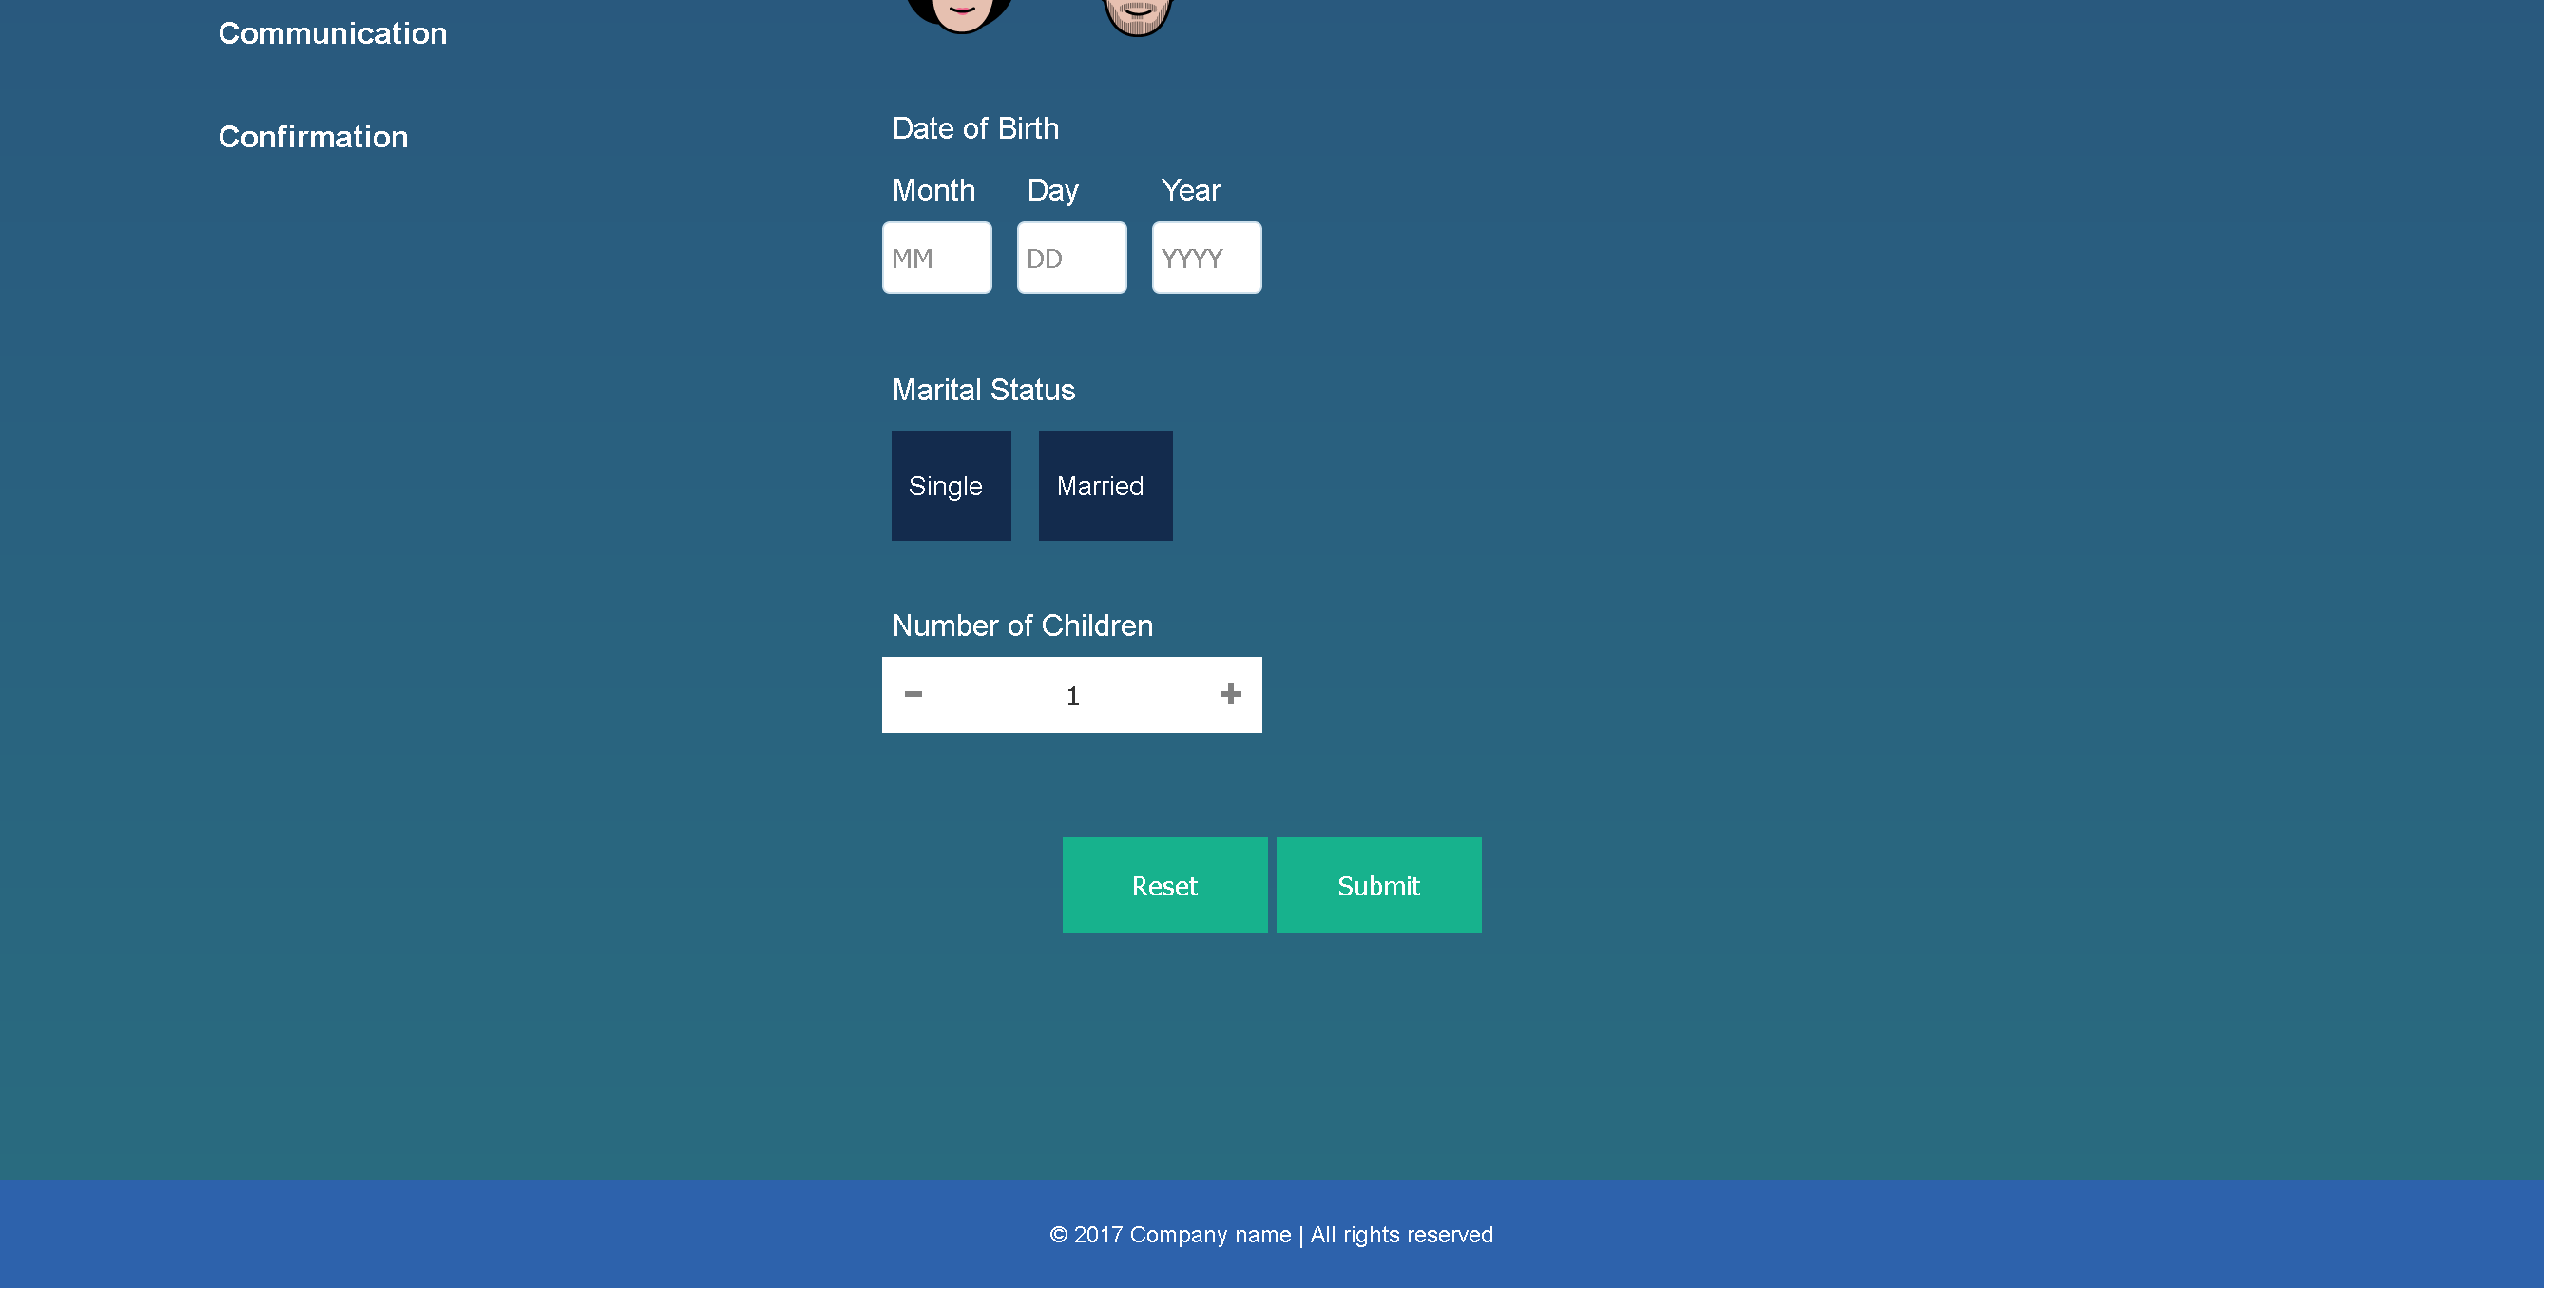 Communication
Confirmation
Date of Birth
Month Day Year
MM DD YYYY
Marital Status
Single Married
Number of Children
- 1 +
Reset Submit
© 2017 Company name | All rights reserved